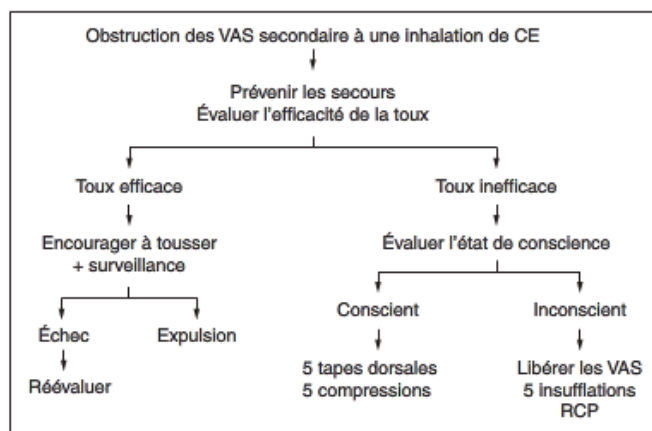 Obstruction des VAS secondaire à une inhalation de CE
Prévenir les secours
Évaluer l'efficacité de la toux
Toux efficace
Toux inefficace
Encourager à tousser
+ surveillance
Évaluer l'état de conscience
Échec
Expulsion
Conscient
Inconscient
Réévaluer
5 tapes dorsales
5 compressions
Libérer les VAS
5 insufflations
RCP